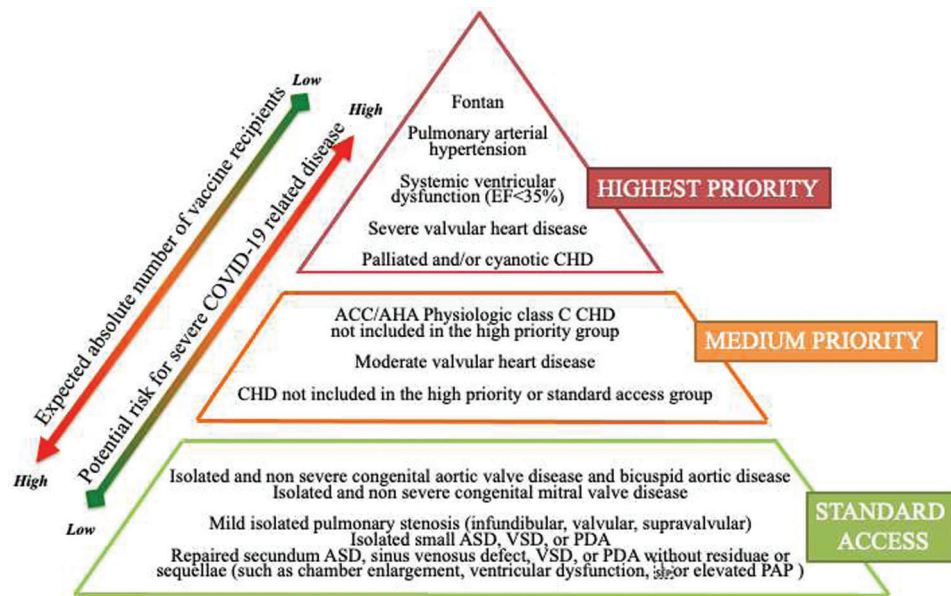 Low
High
Expected absolute number of vaccine recipients
Potential risk for severe COVID-19 related disease
High
Low
Fontan
Pulmonary arterial
hypertension
Systemic ventricular
dysfunction (EF<35%)
Severe valvular heart disease
Palliated and/or cyanotic CHD
HIGHEST PRIORITY
ACC/AHA Physiologic class C CHD
not included in the high priority group
Moderate valvular heart disease
CHD not included in the high priority or standard access group
MEDIUM PRIORITY
Isolated and non severe congenital aortic valve disease and bicuspid aortic disease
Isolated and non severe congenital mitral valve disease
Mild isolated pulmonary stenosis (infundibular, valvular, supravalvular)
Isolated small ASD, VSD, or PDA
Repaired secundum ASD, sinus venosus defect, VSD, or PDA without residuae or
sequellae (such as chamber enlargement, ventricular dysfunction, or elevated PAP )
STANDARD
ACCESS